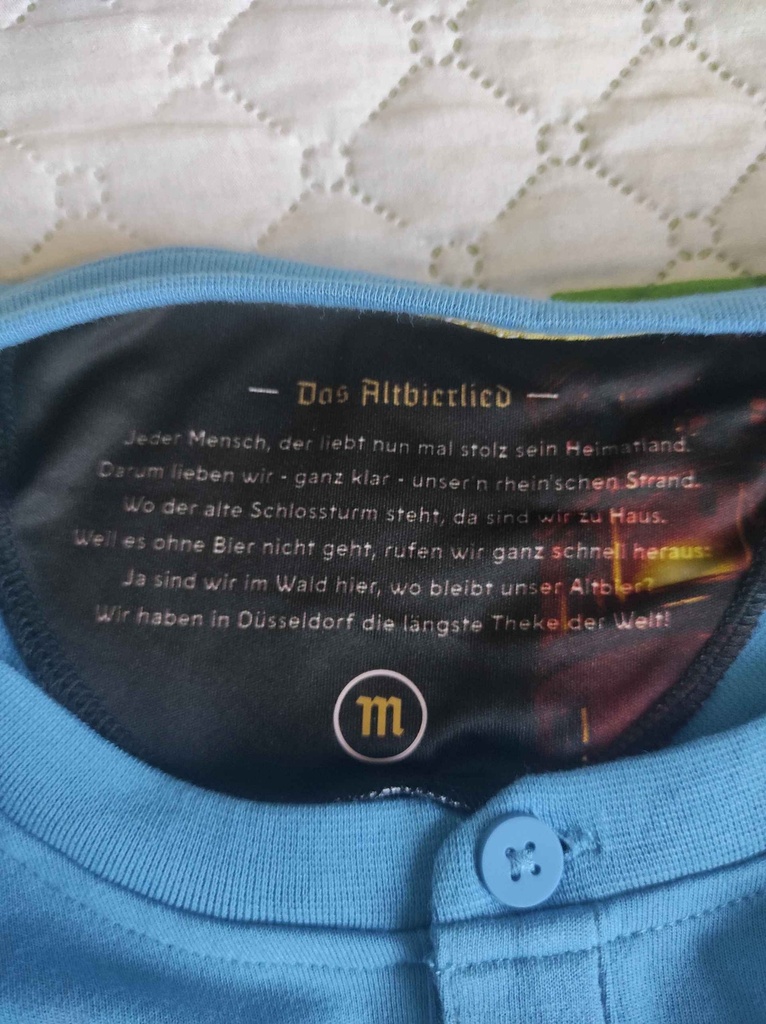 — Das Altbierlied —
Jeder Mensch, der liebt nun mal stolz sein Heimatland.
Darum lieben wir - ganz klar - unser'n rhein'schen Strand.
Wo der alte Schlossturm steht, da sind wir zu Haus.
Weil es ohne Bier nicht geht, rufen wir ganz schnell heraus:
Ja sind wir im Wald hier, wo bleibt unser Altbier?
Wir haben in Düsseldorf die längste Theke der Welt!
m